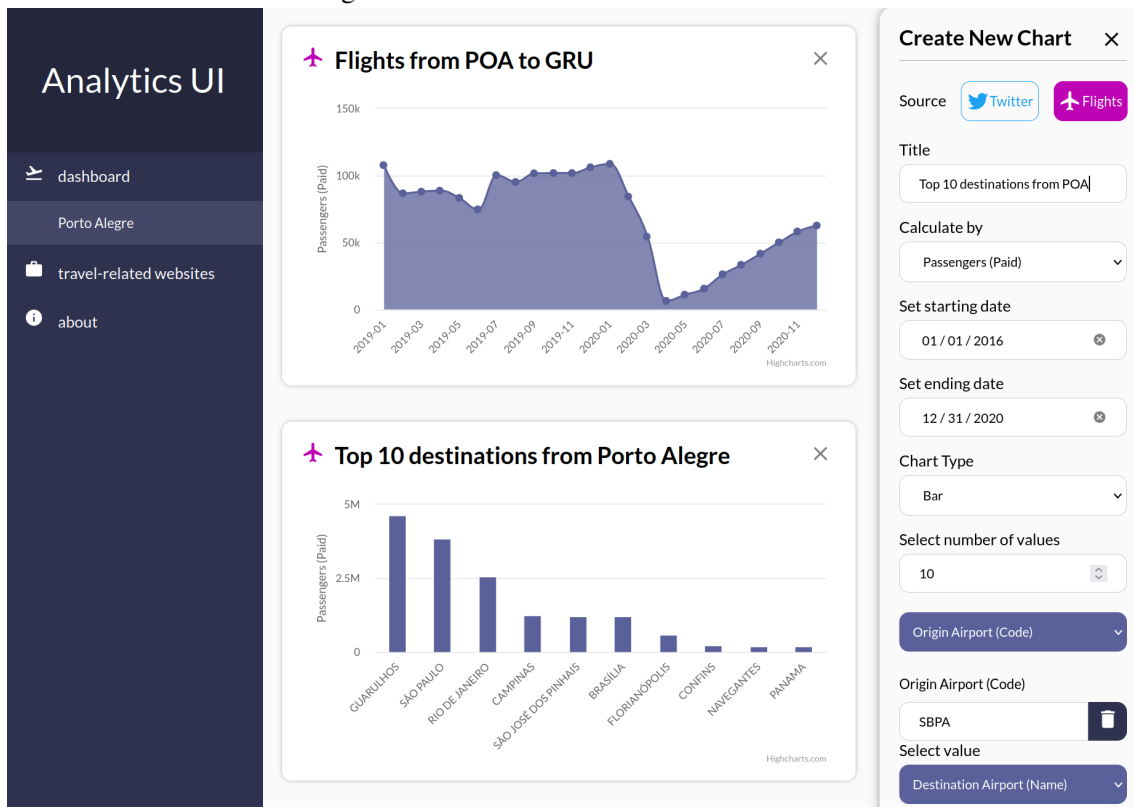 Analytics UI
dashboard
Porto Alegre
travel-related websites
about
Flights from POA to GRU
Passengers (Paid)
150k
100k
50k
0
2019-01
2019-03
2019-05
2019-07
2019-09
2019-11
2020-01
2020-03
2020-05
2020-07
2020-09
2020-11
Highcharts.com
Top 10 destinations from Porto Alegre
Passengers (Paid)
5M
2.5M
0
GUARULHOS
SÃO PAULO
RIO DE JANEIRO
CAMPINAS
SÃO JOSÉ DOS PINHAIS
BRASÍLIA
FLORIANÓPOLIS
CONFINS
NAVEGANTES
PANAMA
Highcharts.com
Create New Chart
Source Twitter Flights
Title
Top 10 destinations from POA
Calculate by
Passengers (Paid)
Set starting date
01 / 01 / 2016
Set ending date
12 / 31 / 2020
Chart Type
Bar
Select number of values
10
Origin Airport (Code)
Origin Airport (Code)
SBPA
Select value
Destination Airport (Name)